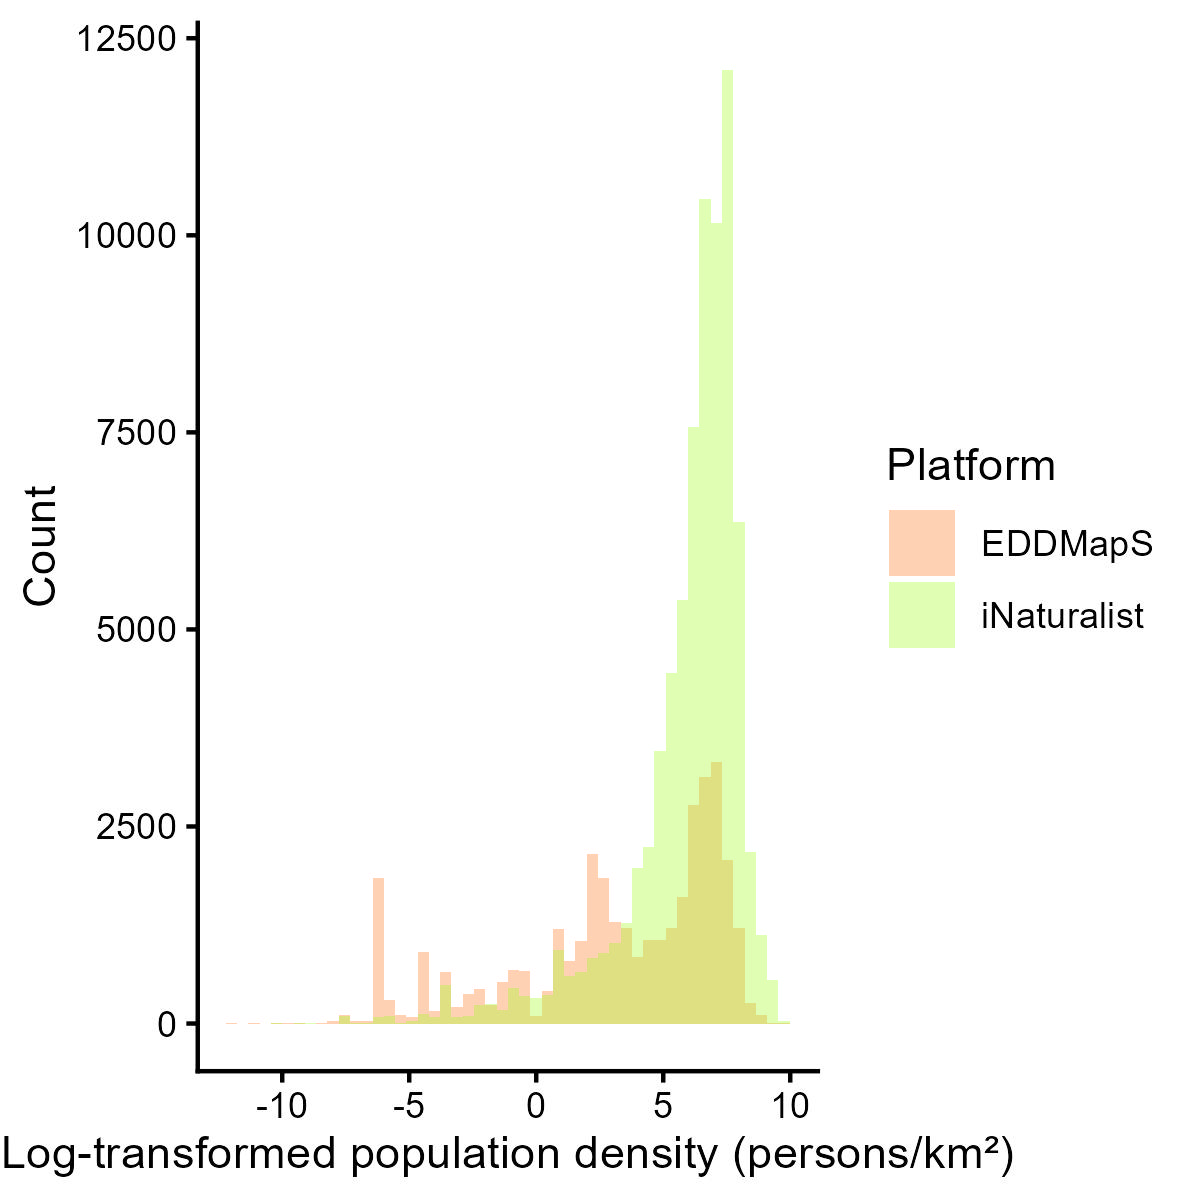 12500
10000
7500
5000
2500
0
Count
-10 -5 0 5 10
Log-transformed population density (persons/km²)
Platform
EDDMapS
iNaturalist